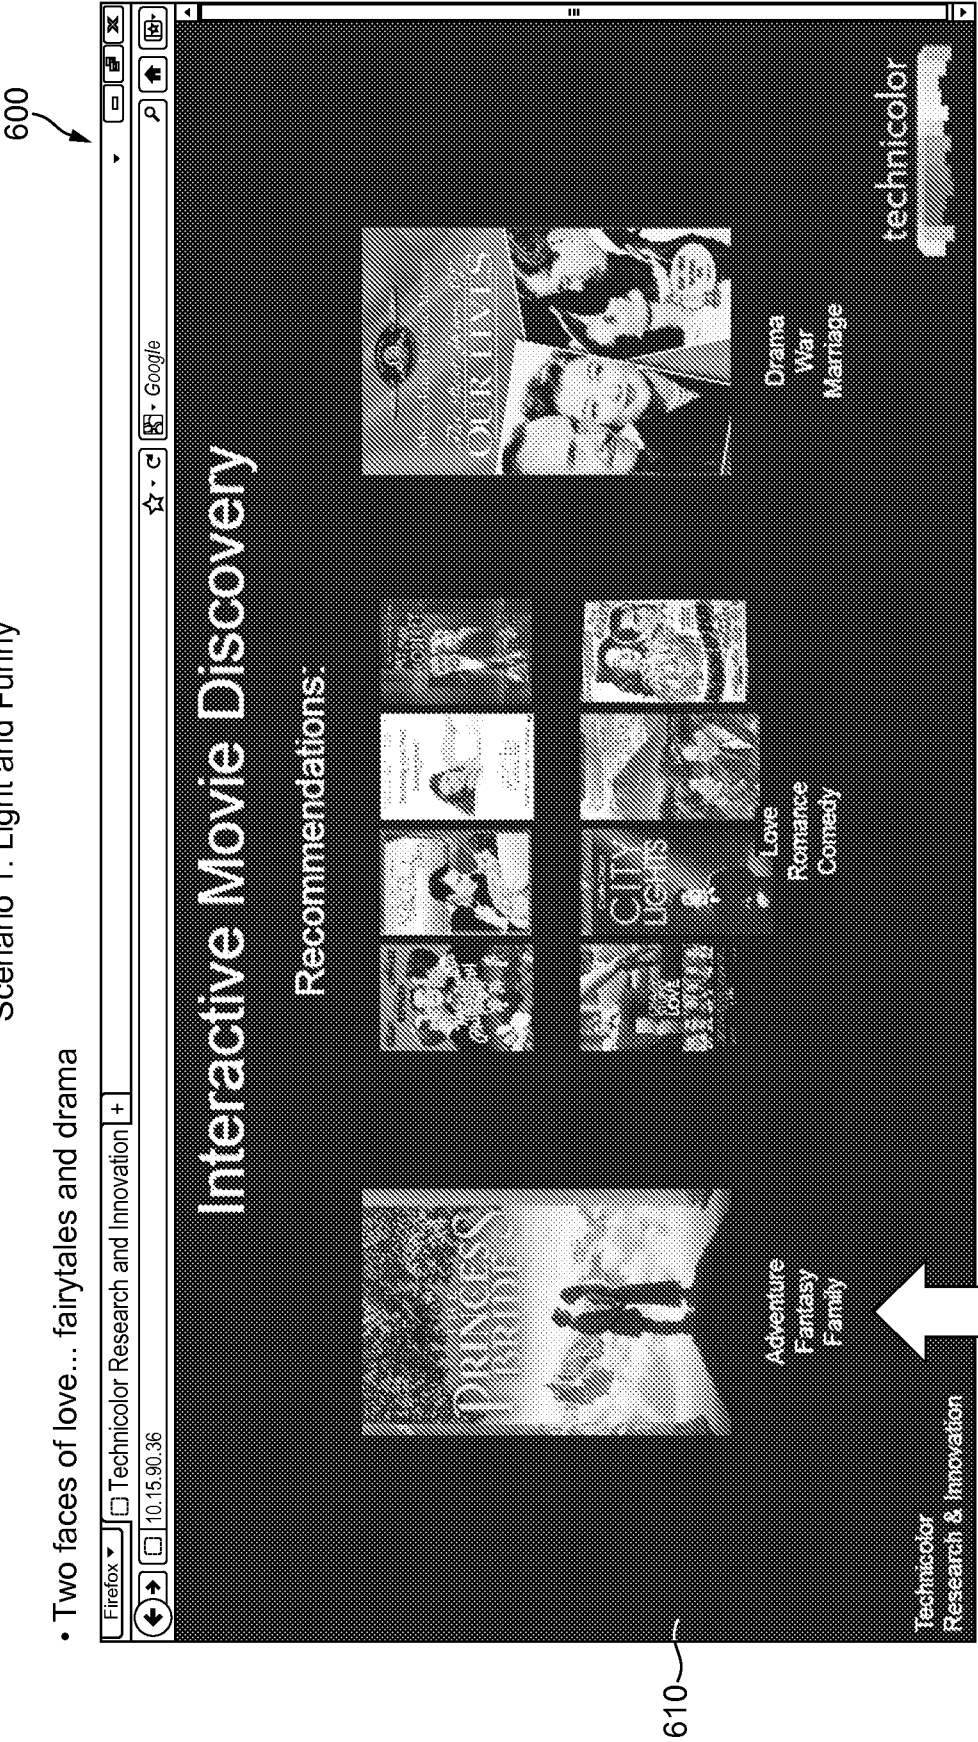 Scenario 1: Light and Funny
• Two faces of love... fairytales and drama
600
Firefox
Technicolor Research and Innovation
+
10.15.90.36
Google
Interactive Movie Discovery
Recommendations:
PRINCESS
BRIDE
CITY
LIGHTS
LOVE
OUR LIVES
Adventure
Fantasy
Family
Love
Romance
Comedy
Drama
War
Marriage
Technicolor
Research & Innovation
technicolor
610